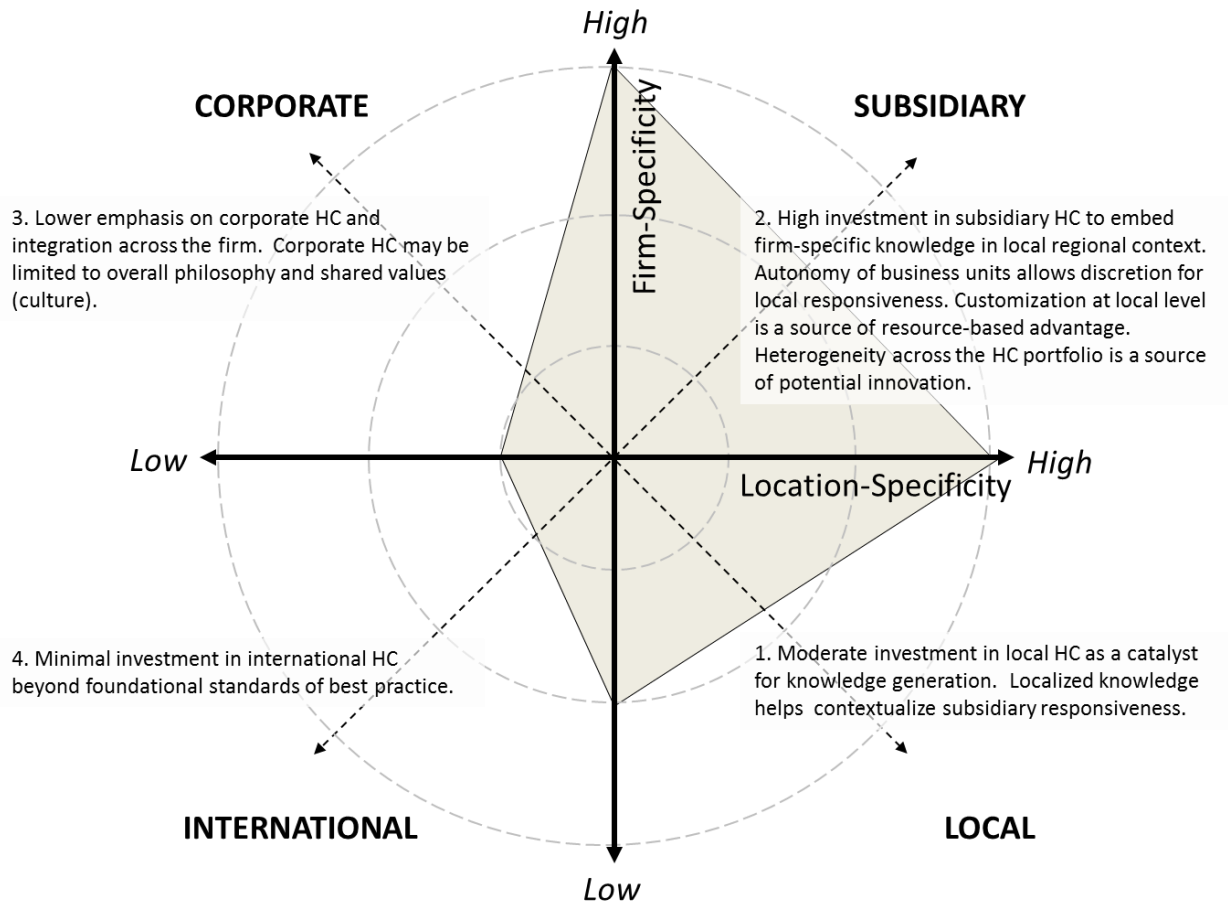 High
CORPORATE
SUBSIDIARY
Firm-Specificity
3. Lower emphasis on corporate HC and
integration across the firm.  Corporate HC may be
limited to overall philosophy and shared values
(culture).
2. High investment in subsidiary HC to embed
firm-specific knowledge in local regional context.
Autonomy of business units allows discretion for
local responsiveness. Customization at local level
is a source of resource-based advantage.
Heterogeneity across the HC portfolio is a source
of potential innovation.
Low
High
Location-Specificity
4. Minimal investment in international HC
beyond foundational standards of best practice.
1. Moderate investment in local HC as a catalyst
for knowledge generation.  Localized knowledge
helps  contextualize subsidiary responsiveness.
INTERNATIONAL
LOCAL
Low